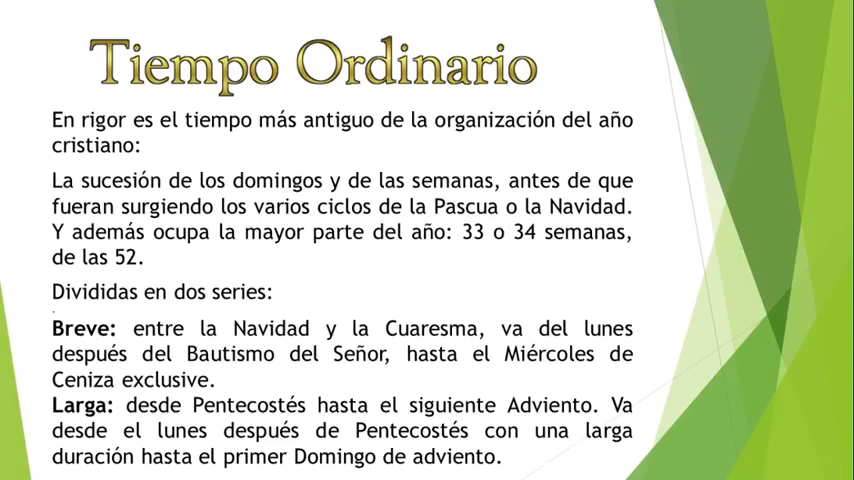 Tiempo Ordinario
En rigor es el tiempo más antiguo de la organización del año
cristiano:
La sucesión de los domingos y de las semanas, antes de que
fueran surgiendo los varios ciclos de la Pascua o la Navidad.
Y además ocupa la mayor parte del año: 33 o 34 semanas,
de las 52.
Divididas en dos series:
.
Breve: entre la Navidad y la Cuaresma, va del lunes
después del Bautismo del Señor, hasta el Miércoles de
Ceniza exclusive.
Larga: desde Pentecostés hasta el siguiente Adviento. Va
desde el lunes después de Pentecostés con una larga
duración hasta el primer Domingo de adviento.